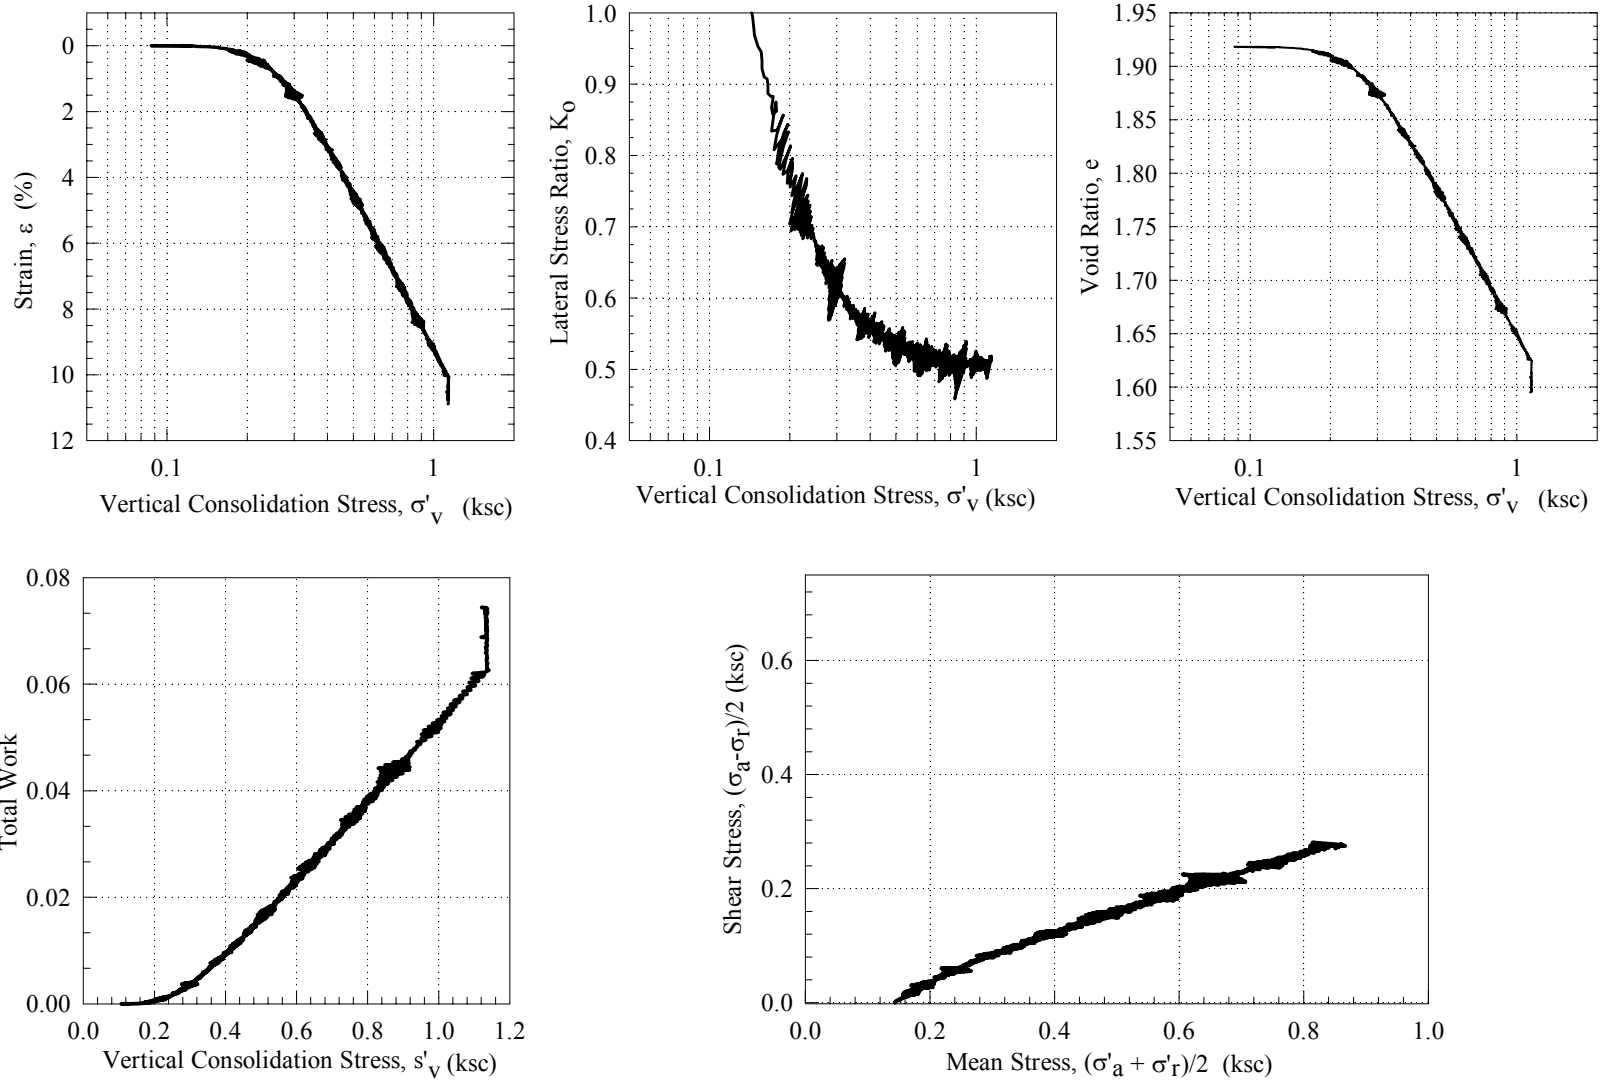 0
2
4
6
8
10
12
Strain, ε (%)
0.1 1
Vertical Consolidation Stress, σ'v (ksc)
1.0
0.9
0.8
0.7
0.6
0.5
0.4
Lateral Stress Ratio, Ko
0.1 1
Vertical Consolidation Stress, σ'v (ksc)
1.95
1.90
1.85
1.80
1.75
1.70
1.65
1.60
1.55
Void Ratio, e
0.1 1
Vertical Consolidation Stress, σ'v (ksc)
0.08
0.06
0.04
0.02
0.00
Total Work
0.0 0.2 0.4 0.6 0.8 1.0 1.2
Vertical Consolidation Stress, s'v (ksc)
0.6
0.4
0.2
0.0
Shear Stress, (σa-σr)/2 (ksc)
0.0 0.2 0.4 0.6 0.8 1.0
Mean Stress, (σ'a + σ'r)/2 (ksc)